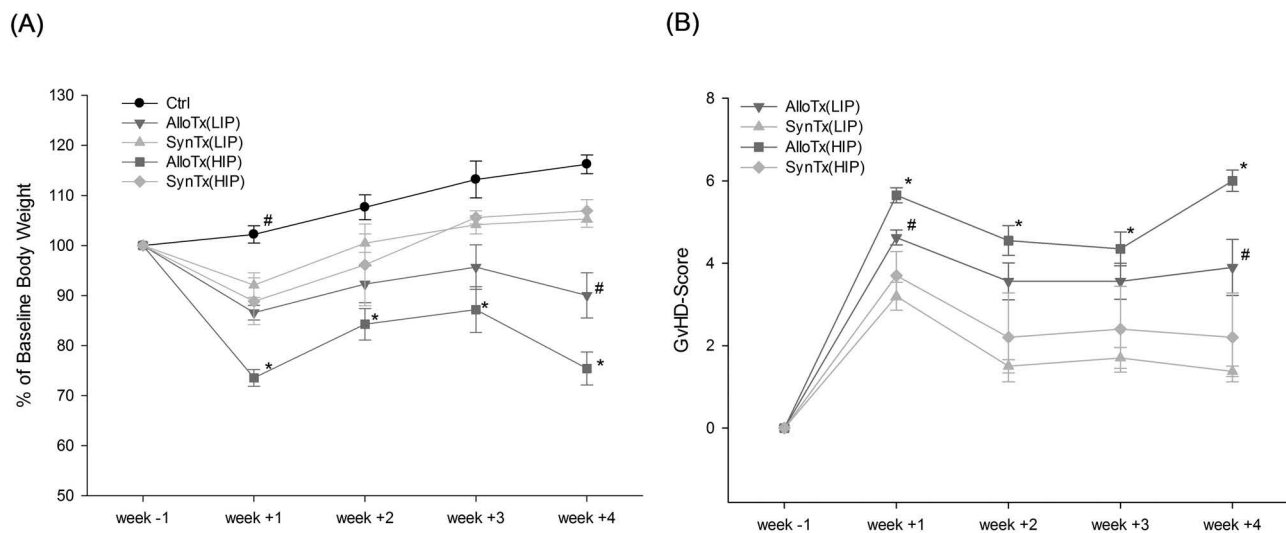 (A)
% of Baseline Body Weight
130
120
110
100
90
80
70
60
50
Ctrl
AlloTx(LIP)
SynTx(LIP)
AlloTx(HIP)
SynTx(HIP)
#
*
*
*
#
*
week -1
week +1
week +2
week +3
week +4
(B)
GvHD-Score
8
6
4
2
0
AlloTx(LIP)
SynTx(LIP)
AlloTx(HIP)
SynTx(HIP)
*
#
*
*
*
#
week -1
week +1
week +2
week +3
week +4